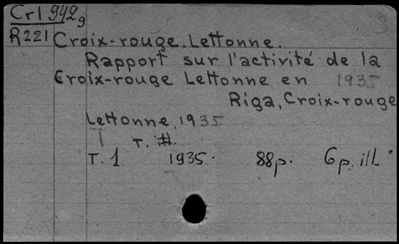 Cr1 942g
3
R221 Croix-rouge. Lettonne.
Rapport sur l'activité de la
Croix-rouge Lettonne en 1935
Riga, Croix-rouge
Lettonne, 1935
T.
T. 1 1935. 88p. 6p. ill.